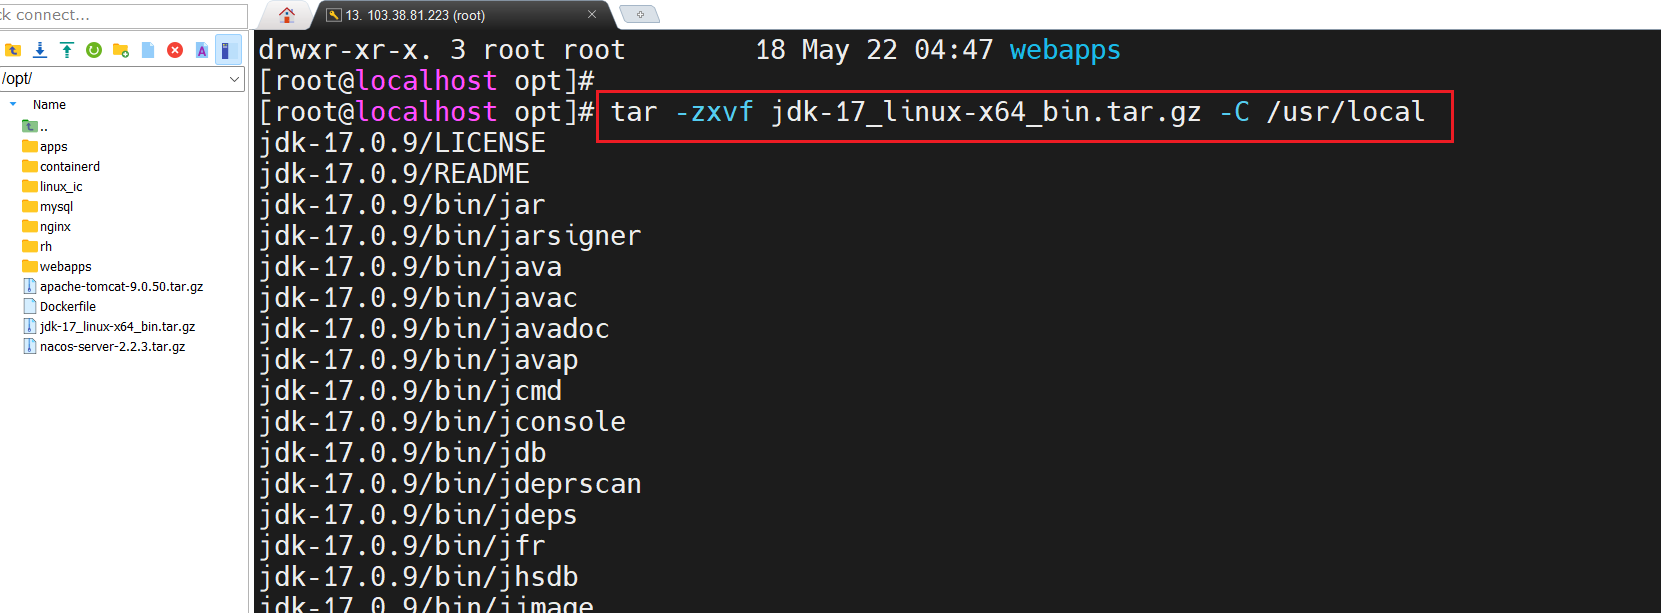 ck connect...
13. 103.38.81.223 (root)
/opt/
Name
..
apps
containerd
linux_ic
mysql
nginx
rh
webapps
apache-tomcat-9.0.50.tar.gz
Dockerfile
jdk-17_linux-x64_bin.tar.gz
nacos-server-2.2.3.tar.gz
drwxr-xr-x. 3 root root        18 May 22 04:47 webapps
[root@localhost opt]#
[root@localhost opt]# tar -zxvf jdk-17_linux-x64_bin.tar.gz -C /usr/local
jdk-17.0.9/LICENSE
jdk-17.0.9/README
jdk-17.0.9/bin/jar
jdk-17.0.9/bin/jarsigner
jdk-17.0.9/bin/java
jdk-17.0.9/bin/javac
jdk-17.0.9/bin/javadoc
jdk-17.0.9/bin/javap
jdk-17.0.9/bin/jcmd
jdk-17.0.9/bin/jconsole
jdk-17.0.9/bin/jdb
jdk-17.0.9/bin/jdeprscan
jdk-17.0.9/bin/jdeps
jdk-17.0.9/bin/jfr
jdk-17.0.9/bin/jhsdb
jdk-17.0.9/bin/jimage